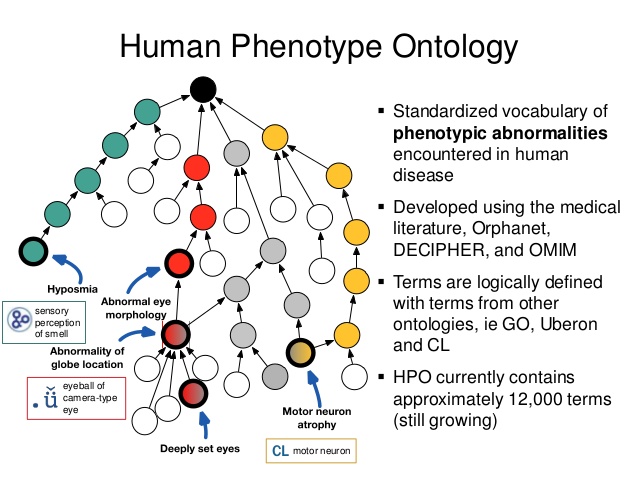 Human Phenotype Ontology
▪ Standardized vocabulary of
phenotypic abnormalities
encountered in human
disease
▪ Developed using the medical
literature, Orphanet,
DECIPHER, and OMIM
▪ Terms are logically defined
with terms from other
ontologies, ie GO, Uberon
and CL
▪ HPO currently contains
approximately 12,000 terms
(still growing)
Hyposmia
sensory
perception
of smell
Abnormal eye
morphology
Abnormality of
globe location
.ǚ
eyeball of
camera-type
eye
Deeply set eyes
Motor neuron
atrophy
CL motor neuron